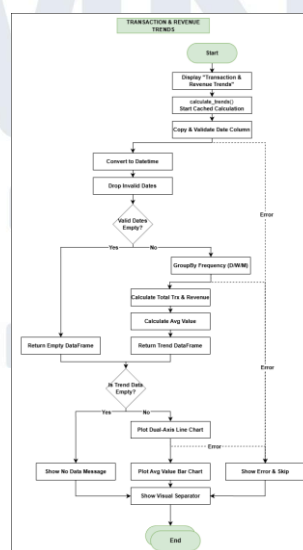 TRANSACTION & REVENUE
TRENDS
Start
Display "Transaction &
Revenue Trends"
calculate_trends()
Start Cached Calculation
Copy & Validate Date Column
Convert to Datetime
Drop Invalid Dates
Error
Valid Dates
Empty?
Yes
No
GroupBy Frequency (D/W/M)
Calculate Total Trx & Revenue
Calculate Avg Value
Return Empty DataFrame
Return Trend DataFrame
Is Trend Data
Empty?
Yes
No
Plot Dual-Axis Line Chart
Error
Show No Data Message
Plot Avg Value Bar Chart
Show Error & Skip
Show Visual Separator
End